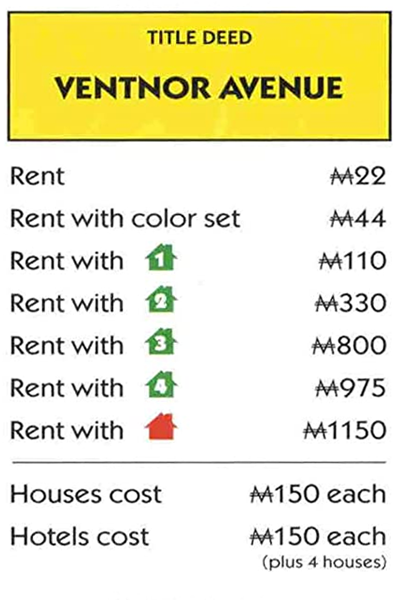 TITLE DEED
VENTNOR AVENUE
Rent ₩22
Rent with color set ₩44
Rent with 1 ₩110
Rent with 2 ₩330
Rent with 3 ₩800
Rent with 4 ₩975
Rent with ₩1150
Houses cost ₩150 each
Hotels cost ₩150 each
(plus 4 houses)